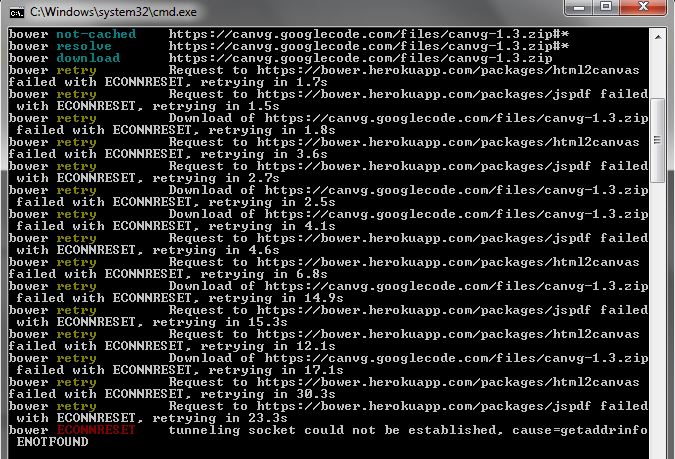 C:\Windows\system32\cmd.exe
bower not-cached https://canvg.googlecode.com/files/canvg-1.3.zip#*
bower resolve https://canvg.googlecode.com/files/canvg-1.3.zip#*
bower download https://canvg.googlecode.com/files/canvg-1.3.zip
bower retry Request to https://bower.herokuapp.com/packages/html2canvas
failed with ECONNRESET, retrying in 1.7s
bower retry Request to https://bower.herokuapp.com/packages/jspdf failed
with ECONNRESET, retrying in 1.5s
bower retry Download of https://canvg.googlecode.com/files/canvg-1.3.zip
failed with ECONNRESET, retrying in 1.8s
bower retry Request to https://bower.herokuapp.com/packages/html2canvas
failed with ECONNRESET, retrying in 3.6s
bower retry Request to https://bower.herokuapp.com/packages/jspdf failed
with ECONNRESET, retrying in 2.7s
bower retry Download of https://canvg.googlecode.com/files/canvg-1.3.zip
failed with ECONNRESET, retrying in 2.5s
bower retry Download of https://canvg.googlecode.com/files/canvg-1.3.zip
failed with ECONNRESET, retrying in 4.1s
bower retry Request to https://bower.herokuapp.com/packages/jspdf failed
with ECONNRESET, retrying in 4.6s
bower retry Request to https://bower.herokuapp.com/packages/html2canvas
failed with ECONNRESET, retrying in 6.8s
bower retry Download of https://canvg.googlecode.com/files/canvg-1.3.zip
failed with ECONNRESET, retrying in 14.9s
bower retry Request to https://bower.herokuapp.com/packages/jspdf failed
with ECONNRESET, retrying in 15.3s
bower retry Request to https://bower.herokuapp.com/packages/html2canvas
failed with ECONNRESET, retrying in 12.1s
bower retry Download of https://canvg.googlecode.com/files/canvg-1.3.zip
failed with ECONNRESET, retrying in 17.1s
bower retry Request to https://bower.herokuapp.com/packages/html2canvas
failed with ECONNRESET, retrying in 30.3s
bower retry Request to https://bower.herokuapp.com/packages/jspdf failed
with ECONNRESET, retrying in 23.3s
bower ECONNRESET tunneling socket could not be established, cause=getaddrinfo
ENOTFOUND